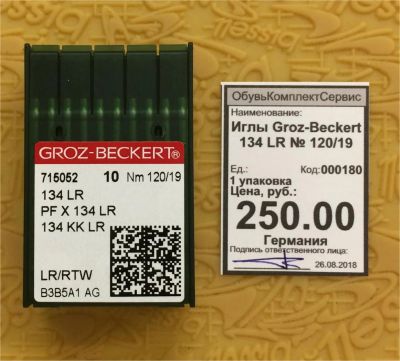 GROZ-BECKERT®
715052 10 Nm 120/19
134 LR
PF X 134 LR
134 KK LR
LR/RTW
B3B5A1 AG
ОбувьКомплектСервис
Наименование:
Иглы Groz-Beckert
134 LR № 120/19
Ед.: Код:000180
1 упаковка
Цена, руб.:
250.00
Германия
Подпись ответственного лица:
26.08.2018